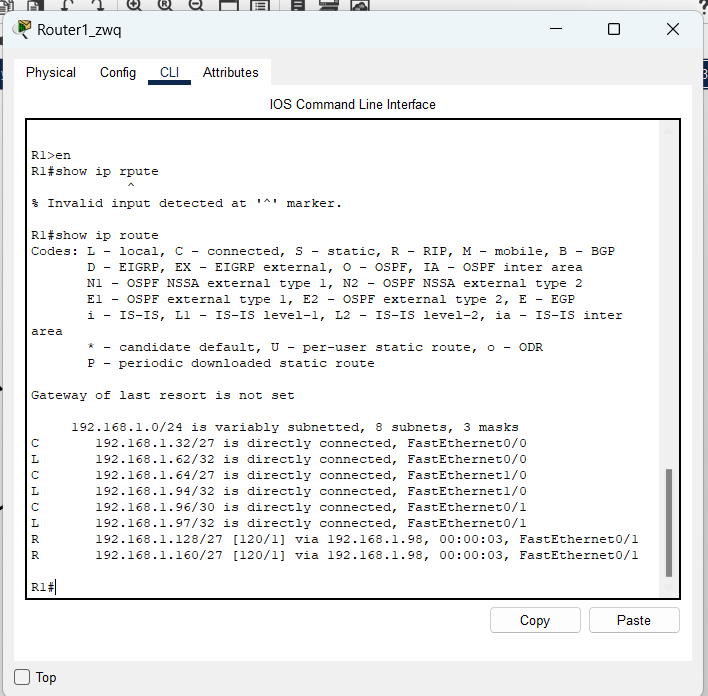 Router1_zwq
Physical Config CLI Attributes
IOS Command Line Interface
R1>en
R1#show ip rpute
^
% Invalid input detected at '^' marker.
R1#show ip route
Codes: L - local, C - connected, S - static, R - RIP, M - mobile, B - BGP
D - EIGRP, EX - EIGRP external, O - OSPF, IA - OSPF inter area
N1 - OSPF NSSA external type 1, N2 - OSPF NSSA external type 2
E1 - OSPF external type 1, E2 - OSPF external type 2, E - EGP
i - IS-IS, L1 - IS-IS level-1, L2 - IS-IS level-2, ia - IS-IS inter
area
* - candidate default, U - per-user static route, o - ODR
P - periodic downloaded static route
Gateway of last resort is not set
192.168.1.0/24 is variably subnetted, 8 subnets, 3 masks
C 192.168.1.32/27 is directly connected, FastEthernet0/0
L 192.168.1.62/32 is directly connected, FastEthernet0/0
C 192.168.1.64/27 is directly connected, FastEthernet1/0
L 192.168.1.94/32 is directly connected, FastEthernet1/0
C 192.168.1.96/30 is directly connected, FastEthernet0/1
L 192.168.1.97/32 is directly connected, FastEthernet0/1
R 192.168.1.128/27 [120/1] via 192.168.1.98, 00:00:03, FastEthernet0/1
R 192.168.1.160/27 [120/1] via 192.168.1.98, 00:00:03, FastEthernet0/1
R1#
Copy Paste
Top